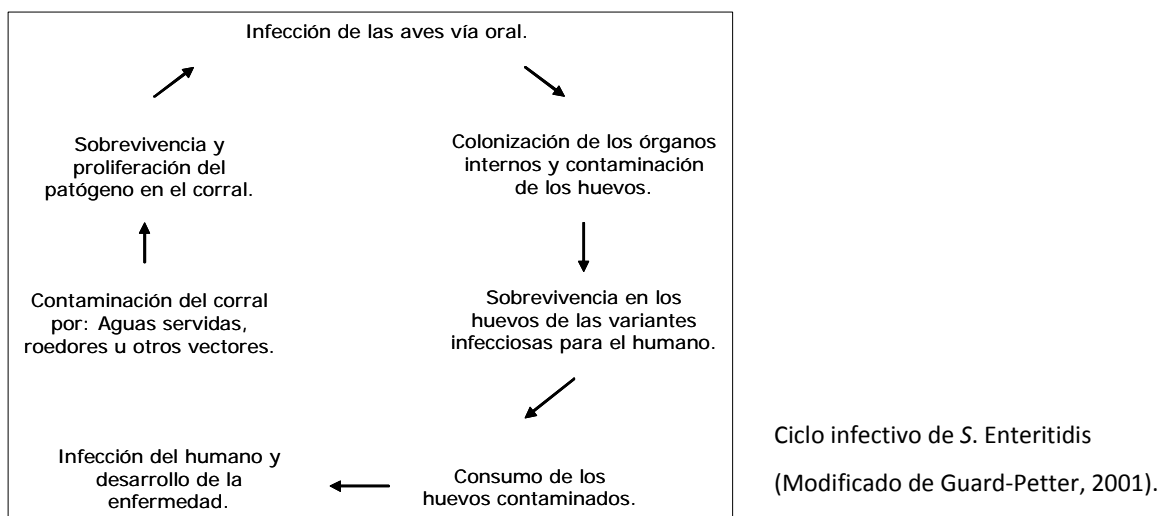 Infección de las aves vía oral.
Colonización de los órganos
internos y contaminación
de los huevos.
Sobrevivencia en los
huevos de las variantes
infecciosas para el humano.
Consumo de los
huevos contaminados.
Infección del humano y
desarrollo de la
enfermedad.
Contaminación del corral
por: Aguas servidas,
roedores u otros vectores.
Sobrevivencia y
proliferación del
patógeno en el corral.
Ciclo infectivo de S. Enteritidis
(Modificado de Guard-Petter, 2001).